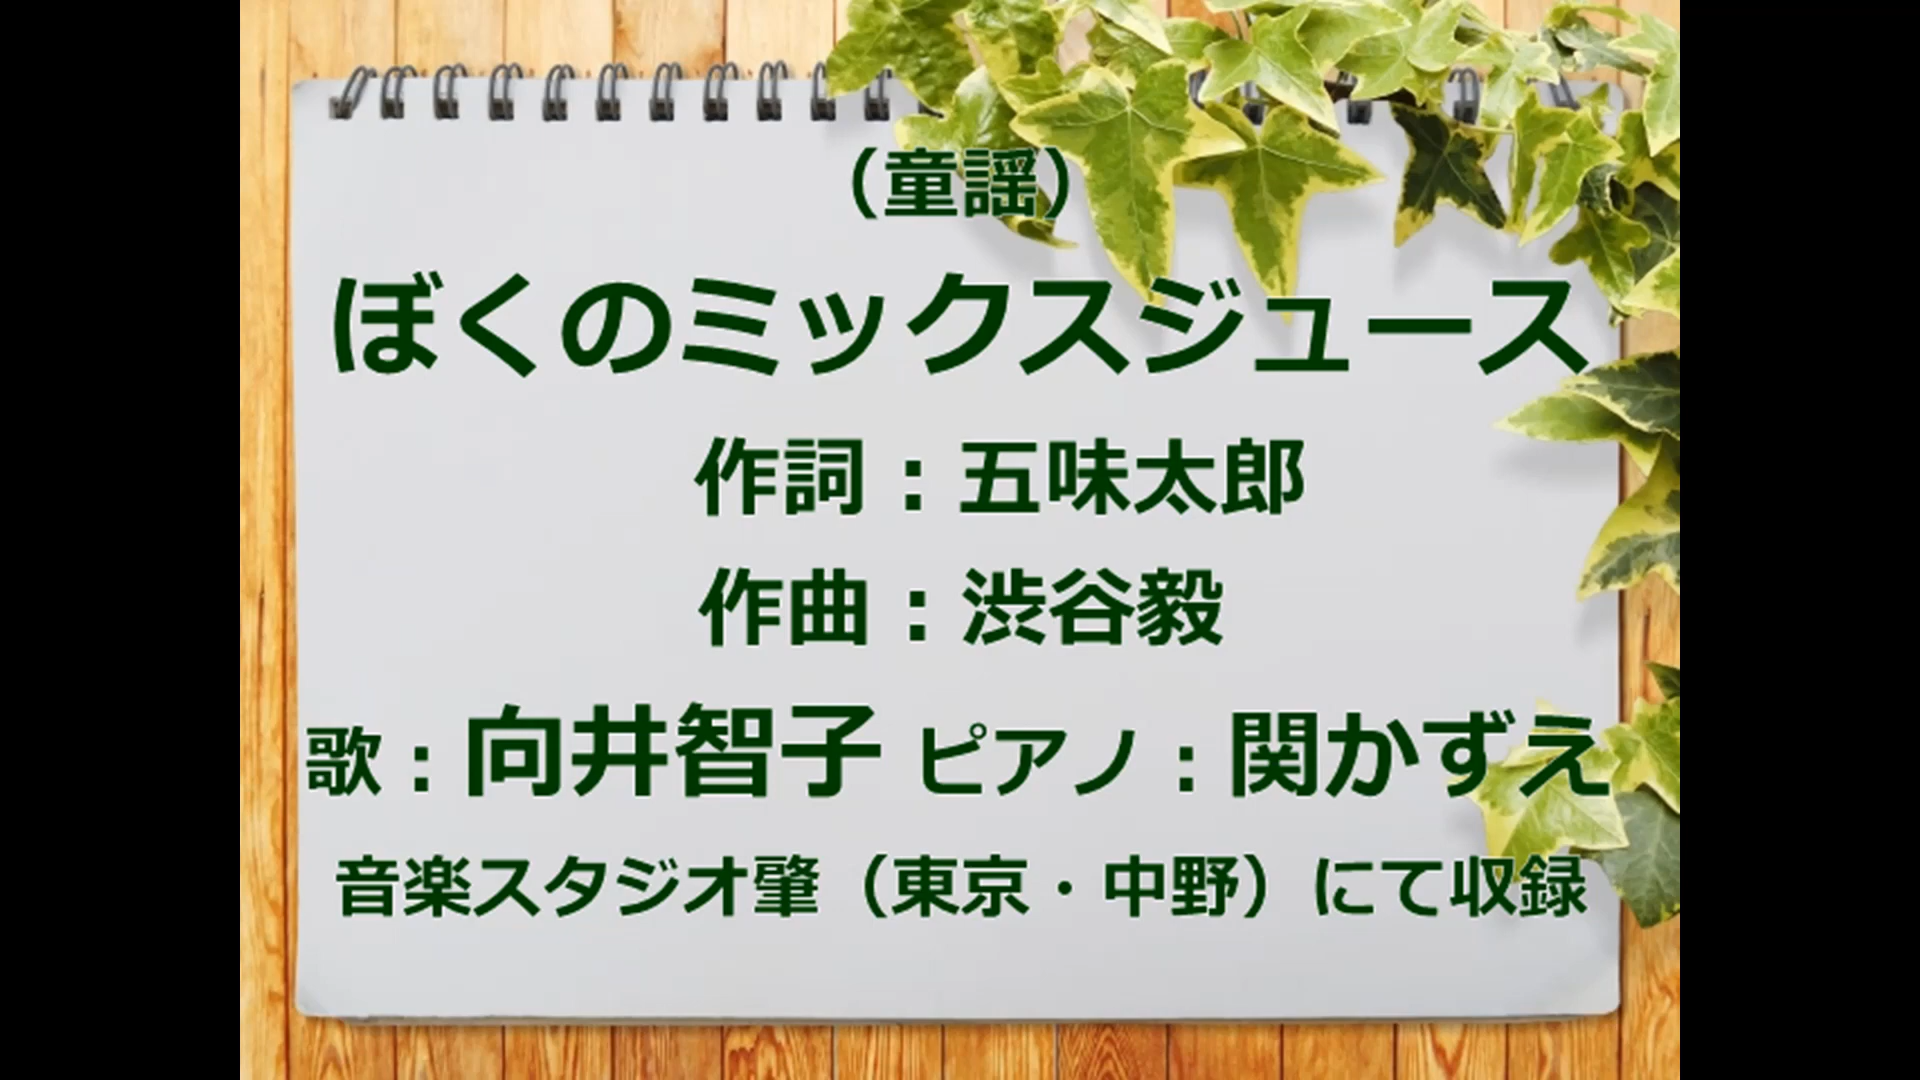 （童謡）
ぼくのミックスジュース
作詞：五味太郎
作曲：渋谷毅
歌：向井智子 ピアノ：関かずえ
音楽スタジオ肇（東京・中野）にて収録